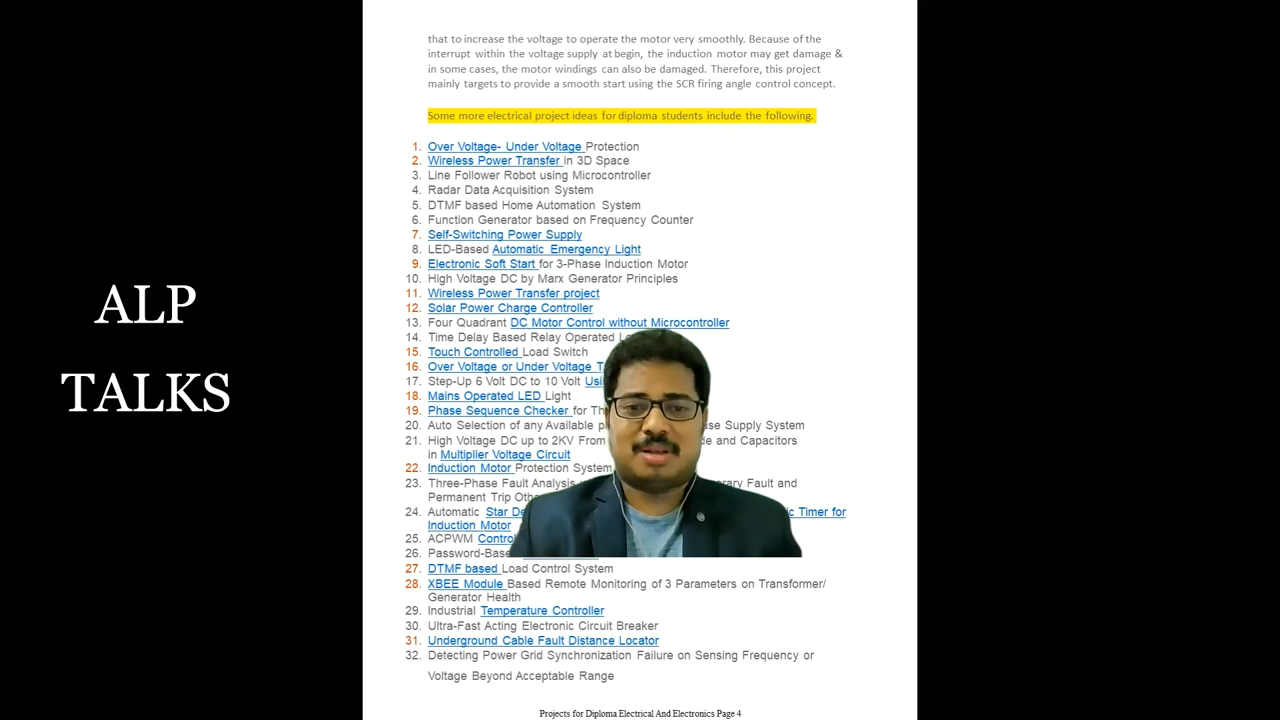 ALP
TALKS
that to increase the voltage to operate the motor very smoothly. Because of the
interrupt within the voltage supply at begin, the induction motor may get damage &
in some cases, the motor windings can also be damaged. Therefore, this project
mainly targets to provide a smooth start using the SCR firing angle control concept.
Some more electrical project ideas for diploma students include the following.
1. Over Voltage- Under Voltage Protection
2. Wireless Power Transfer in 3D Space
3. Line Follower Robot using Microcontroller
4. Radar Data Acquisition System
5. DTMF based Home Automation System
6. Function Generator based on Frequency Counter
7. Self-Switching Power Supply
8. LED-Based Automatic Emergency Light
9. Electronic Soft Start for 3-Phase Induction Motor
10. High Voltage DC by Marx Generator Principles
11. Wireless Power Transfer project
12. Solar Power Charge Controller
13. Four Quadrant DC Motor Control without Microcontroller
14. Time Delay Based Relay Operated
15. Touch Controlled Load Switch
16. Over Voltage or Under Voltage
17. Step-Up 6 Volt DC to 10 Volt
18. Mains Operated LED Light
19. Phase Sequence Checker for
20. Auto Selection of any Available Supply System
21. High Voltage DC up to 2KV From and Capacitors
in Multiplier Voltage Circuit
22. Induction Motor Protection System
23. Three-Phase Fault Analysis Fault and
Permanent Trip
24. Automatic Star Timer for
Induction Motor
25. ACPWM
26.
27. DTMF based Load Control System
28. XBEE Module Based Remote Monitoring of 3 Parameters on Transformer/
Generator Health
29. Industrial Temperature Controller
30. Ultra-Fast Acting Electronic Circuit Breaker
31. Underground Cable Fault Distance Locator
32. Detecting Power Grid Synchronization Failure on Sensing Frequency or
Voltage Beyond Acceptable Range
Projects for Diploma Electrical And Electronics Page 4